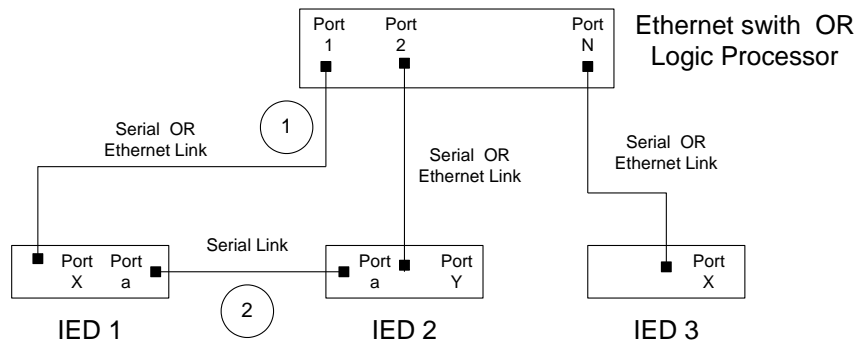 Port
1
Port
2
Port
N
Ethernet swith OR
Logic Processor
1
Serial OR
Ethernet Link
Serial OR
Ethernet Link
Serial OR
Ethernet Link
Port
X
Port
a
Serial Link
2
Port
a
Port
Y
Port
X
IED 1
IED 2
IED 3